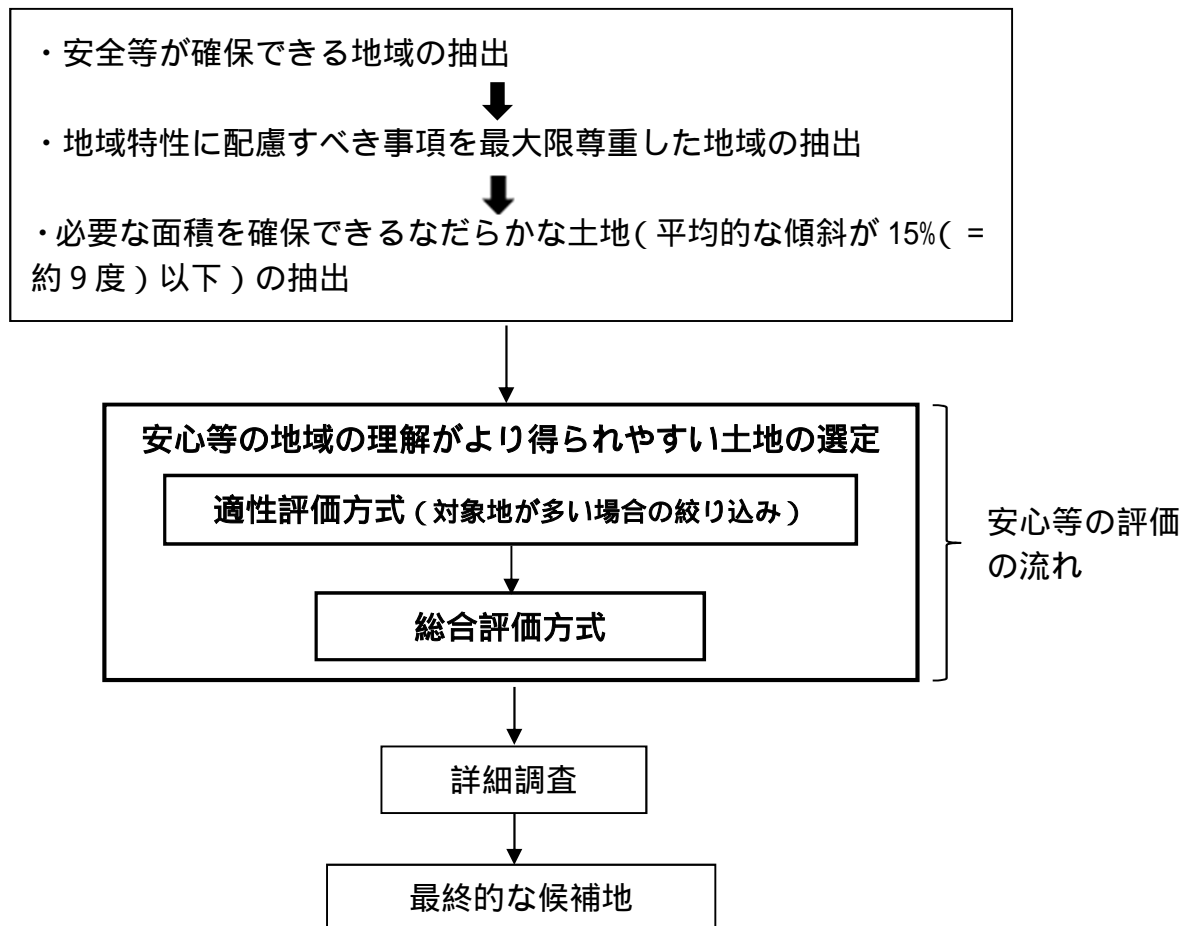 ・安全等が確保できる地域の抽出
・地域特性に配慮すべき事項を最大限尊重した地域の抽出
・必要な面積を確保できるなだらかな土地（平均的な傾斜が 15%（ =
約９度）以下）の抽出
安心等の地域の理解がより得られやすい土地の選定
適性評価方式（対象地が多い場合の絞り込み）
総合評価方式
安心等の評価
の流れ
詳細調査
最終的な候補地